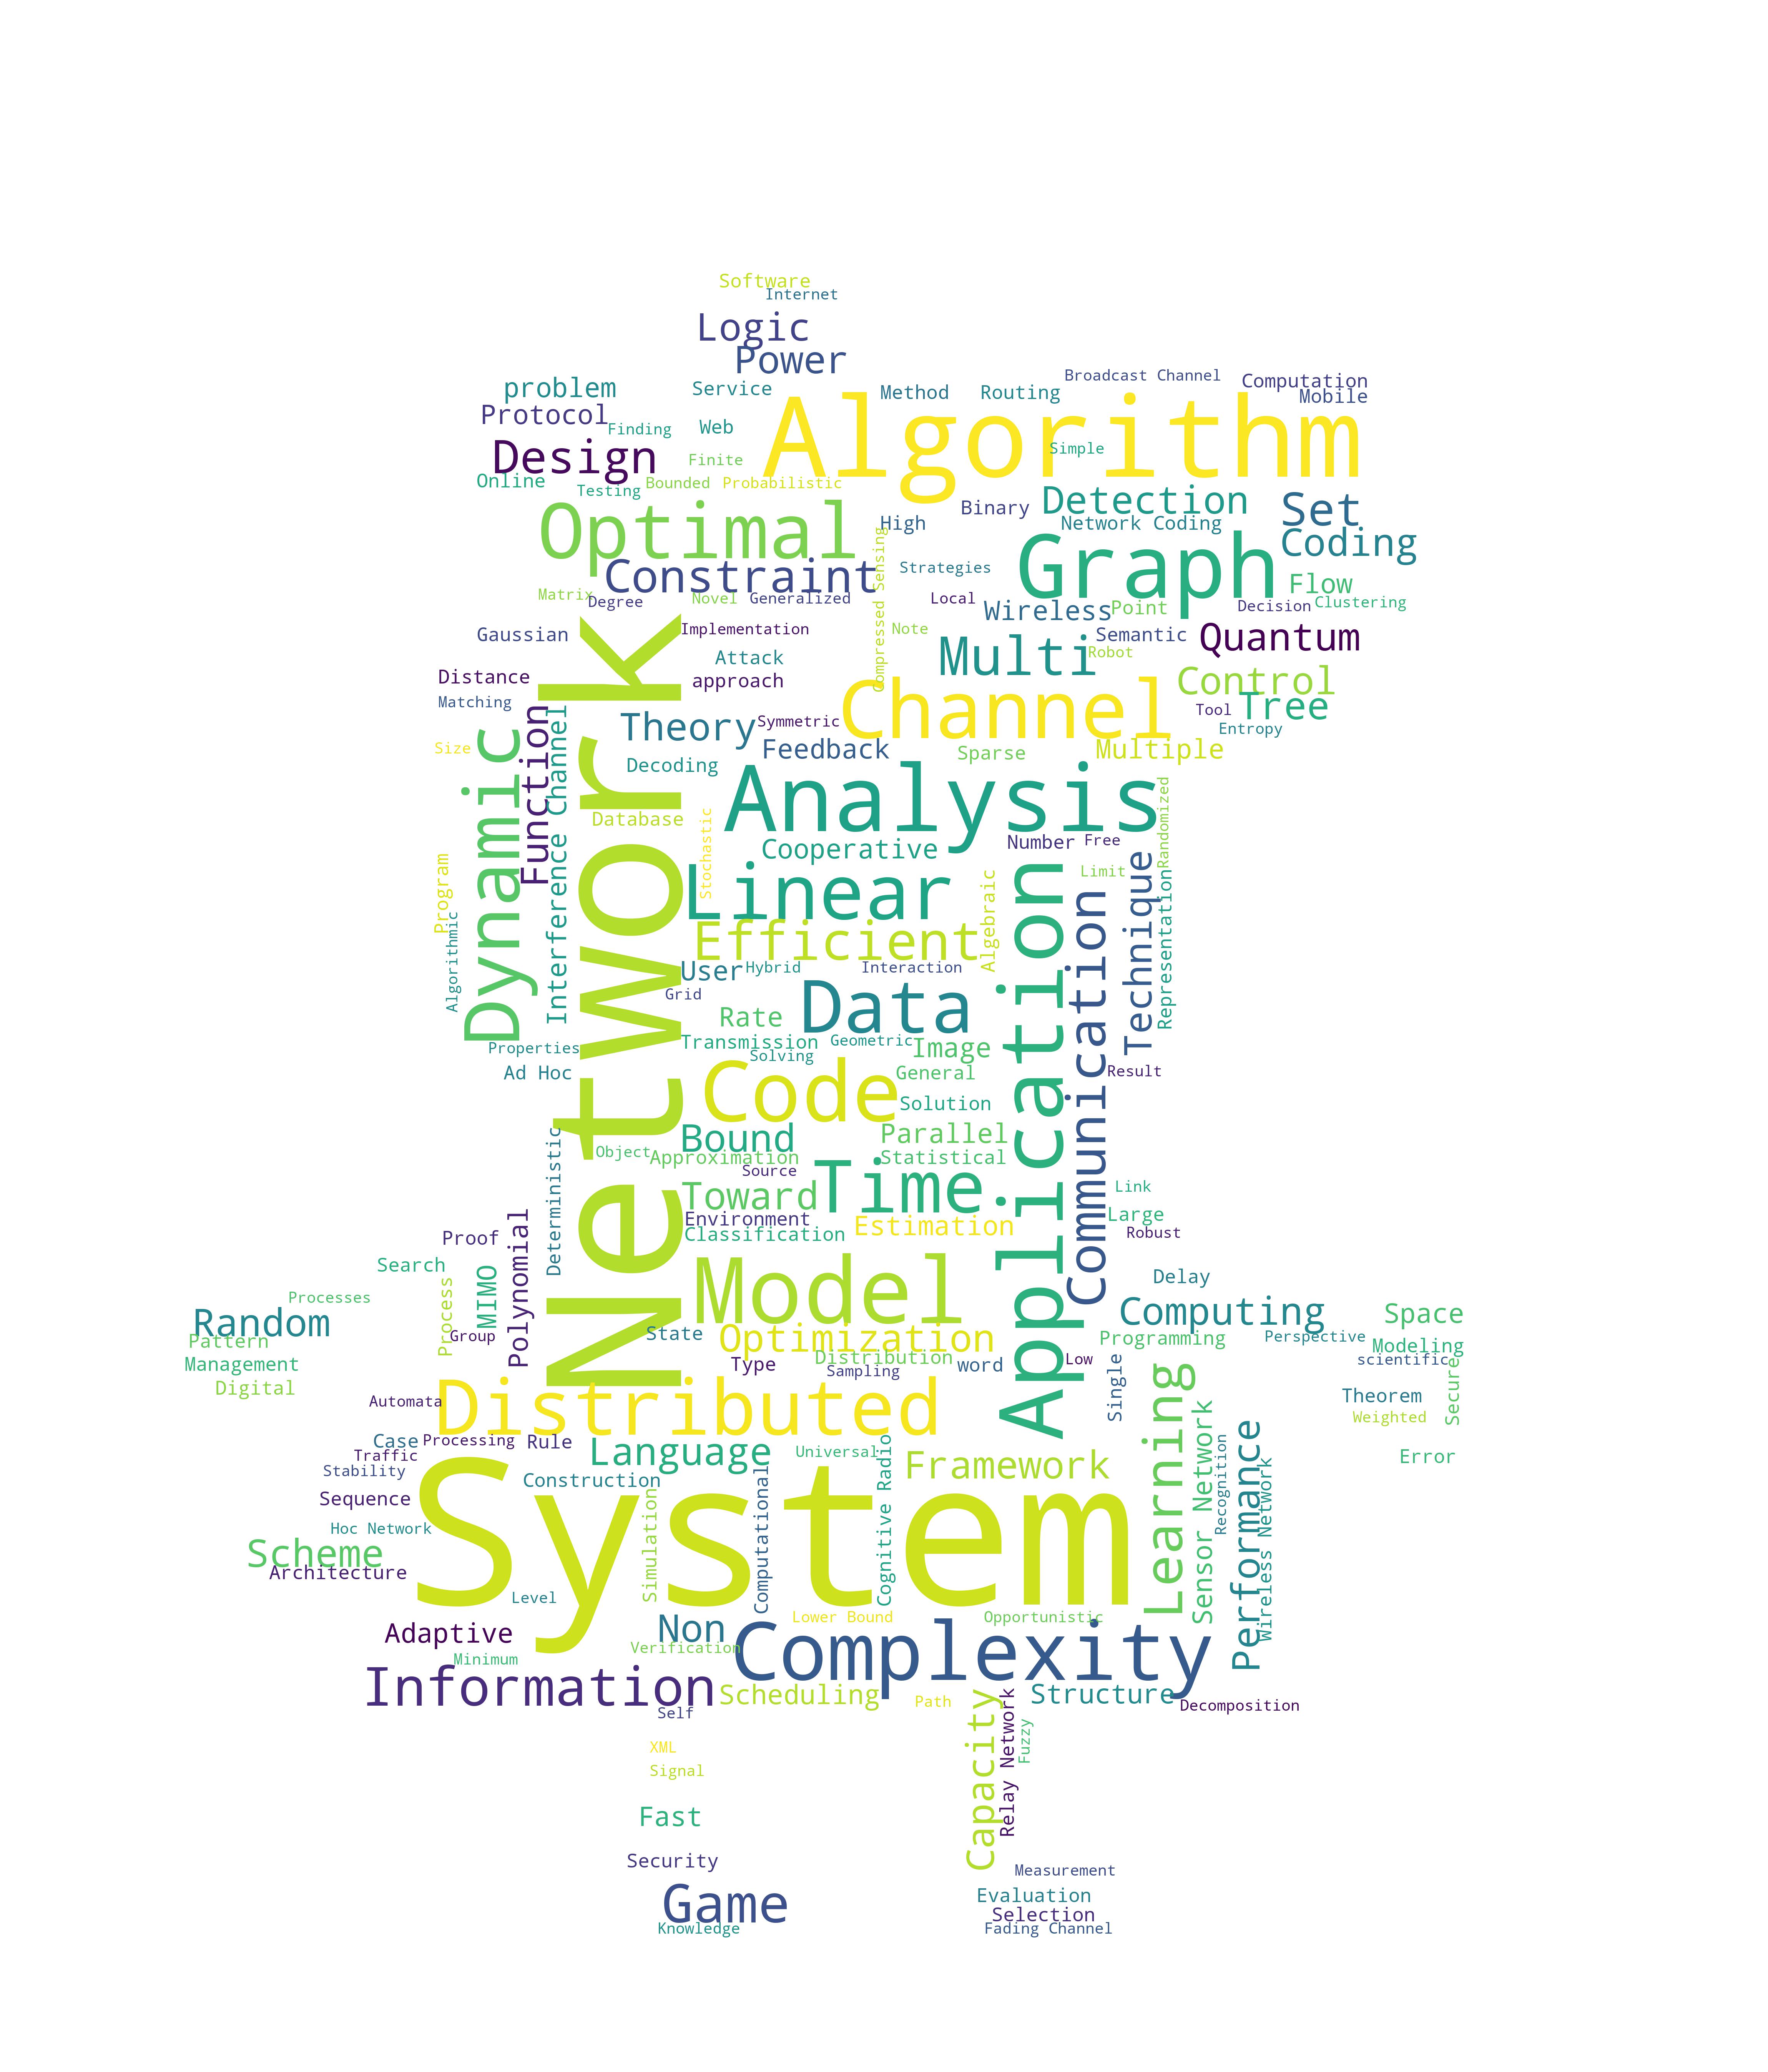 Software
Internet
Logic
Power
problem
Service
Method
Routing
Broadcast Channel
Computation
Mobile
Protocol
Finding
Web
Algorithm
Simple
Design
Finite
Online
Testing
Bounded
Probabilistic
Optimal
High
Binary
Detection
Network Coding
Set
Coding
Constraint
Compressed Sensing
Strategies
Graph
Flow
Matrix
Degree
Novel
Generalized
Local
Wireless
Point
Decision
Clustering
Gaussian
Implementation
Note
Semantic
Quantum
Attack
Multi
Robot
Distance
approach
Control
Matching
Channel
Tool
Tree
Theory
Symmetric
Entropy
Size
Dynamic
Function
Interference Channel
Network
Feedback
Sparse
Multiple
Decoding
Analysis
Randomized
Database
Stochastic
Cooperative
Number
Free
Program
Linear
Algebraic
Limit
Technique
Representation
Algorithmic
Efficient
Application
Communication
User
Hybrid
Interaction
Grid
Data
Rate
Properties
Transmission
Geometric
Image
Solving
Ad Hoc
Code
General
Result
Solution
Bound
Parallel
Deterministic
Object
Approximation
Statistical
Source
Time
Toward
Link
Environment
Large
Estimation
Proof
Polynomial
Classification
Robust
Search
MIMO
Process
Model
Delay
Processes
Random
Group
State
Optimization
Computing
Space
Pattern
Programming
Perspective
Modeling
Management
Type
Distribution
Sampling
word
Low
Single
scientific
Secure
Digital
Automata
Distributed
Learning
Theorem
Weighted
Sensor Network
Case
Processing
Rule
Language
Universal
Cognitive Radio
Framework
Recognition
Performance
Wireless Network
Error
Traffic
Stability
Construction
Sequence
System
Simulation
Computational
Hoc Network
Scheme
Architecture
Level
Adaptive
Non
Lower Bound
Opportunistic
Verification
Complexity
Minimum
Information
Scheduling
Path
Capacity
Relay Network
Structure
Decomposition
Self
Fuzzy
XML
Signal
Fast
Security
Measurement
Game
Evaluation
Selection
Knowledge
Fading Channel